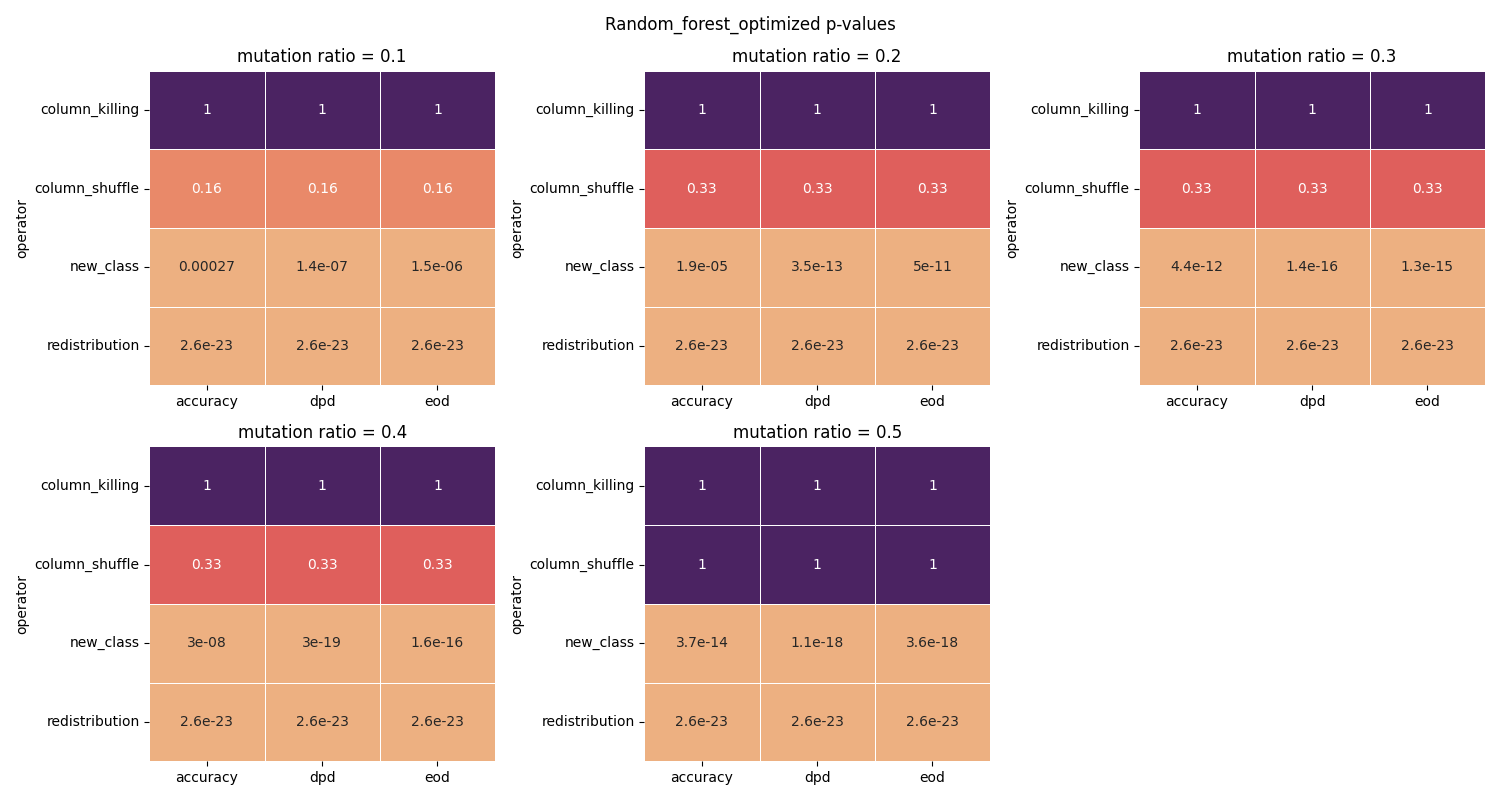 Random_forest_optimized p-values
mutation ratio = 0.1
column_killing 1 1 1
column_shuffle 0.16 0.16 0.16
new_class 0.00027 1.4e-07 1.5e-06
redistribution 2.6e-23 2.6e-23 2.6e-23
operator
accuracy dpd eod
mutation ratio = 0.2
column_killing 1 1 1
column_shuffle 0.33 0.33 0.33
new_class 1.9e-05 3.5e-13 5e-11
redistribution 2.6e-23 2.6e-23 2.6e-23
operator
accuracy dpd eod
mutation ratio = 0.3
column_killing 1 1 1
column_shuffle 0.33 0.33 0.33
new_class 4.4e-12 1.4e-16 1.3e-15
redistribution 2.6e-23 2.6e-23 2.6e-23
operator
accuracy dpd eod
mutation ratio = 0.4
column_killing 1 1 1
column_shuffle 0.33 0.33 0.33
new_class 3e-08 3e-19 1.6e-16
redistribution 2.6e-23 2.6e-23 2.6e-23
operator
accuracy dpd eod
mutation ratio = 0.5
column_killing 1 1 1
column_shuffle 1 1 1
new_class 3.7e-14 1.1e-18 3.6e-18
redistribution 2.6e-23 2.6e-23 2.6e-23
operator
accuracy dpd eod